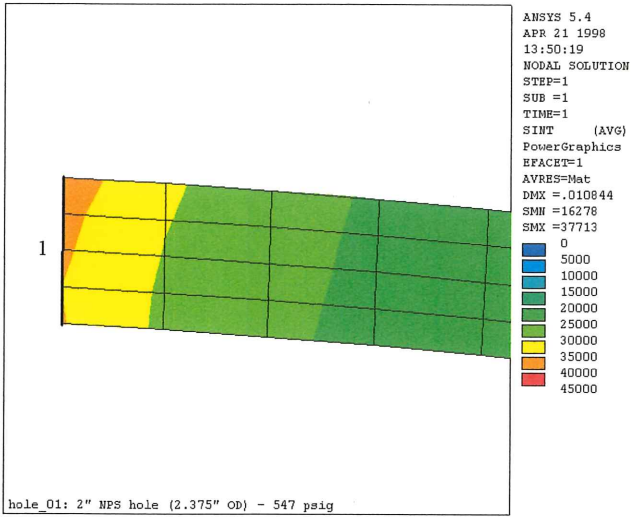 ANSYS 5.4
APR 21 1998
13:50:19
NODAL SOLUTION
STEP=1
SUB =1
TIME=1
SINT (AVG)
PowerGraphics
EFACET=1
AVRES=Mat
DMX =.010844
SMN =16278
SMX =37713
0
5000
10000
15000
20000
25000
30000
35000
40000
45000
1
hole_01: 2" NPS hole (2.375" OD) - 547 psig